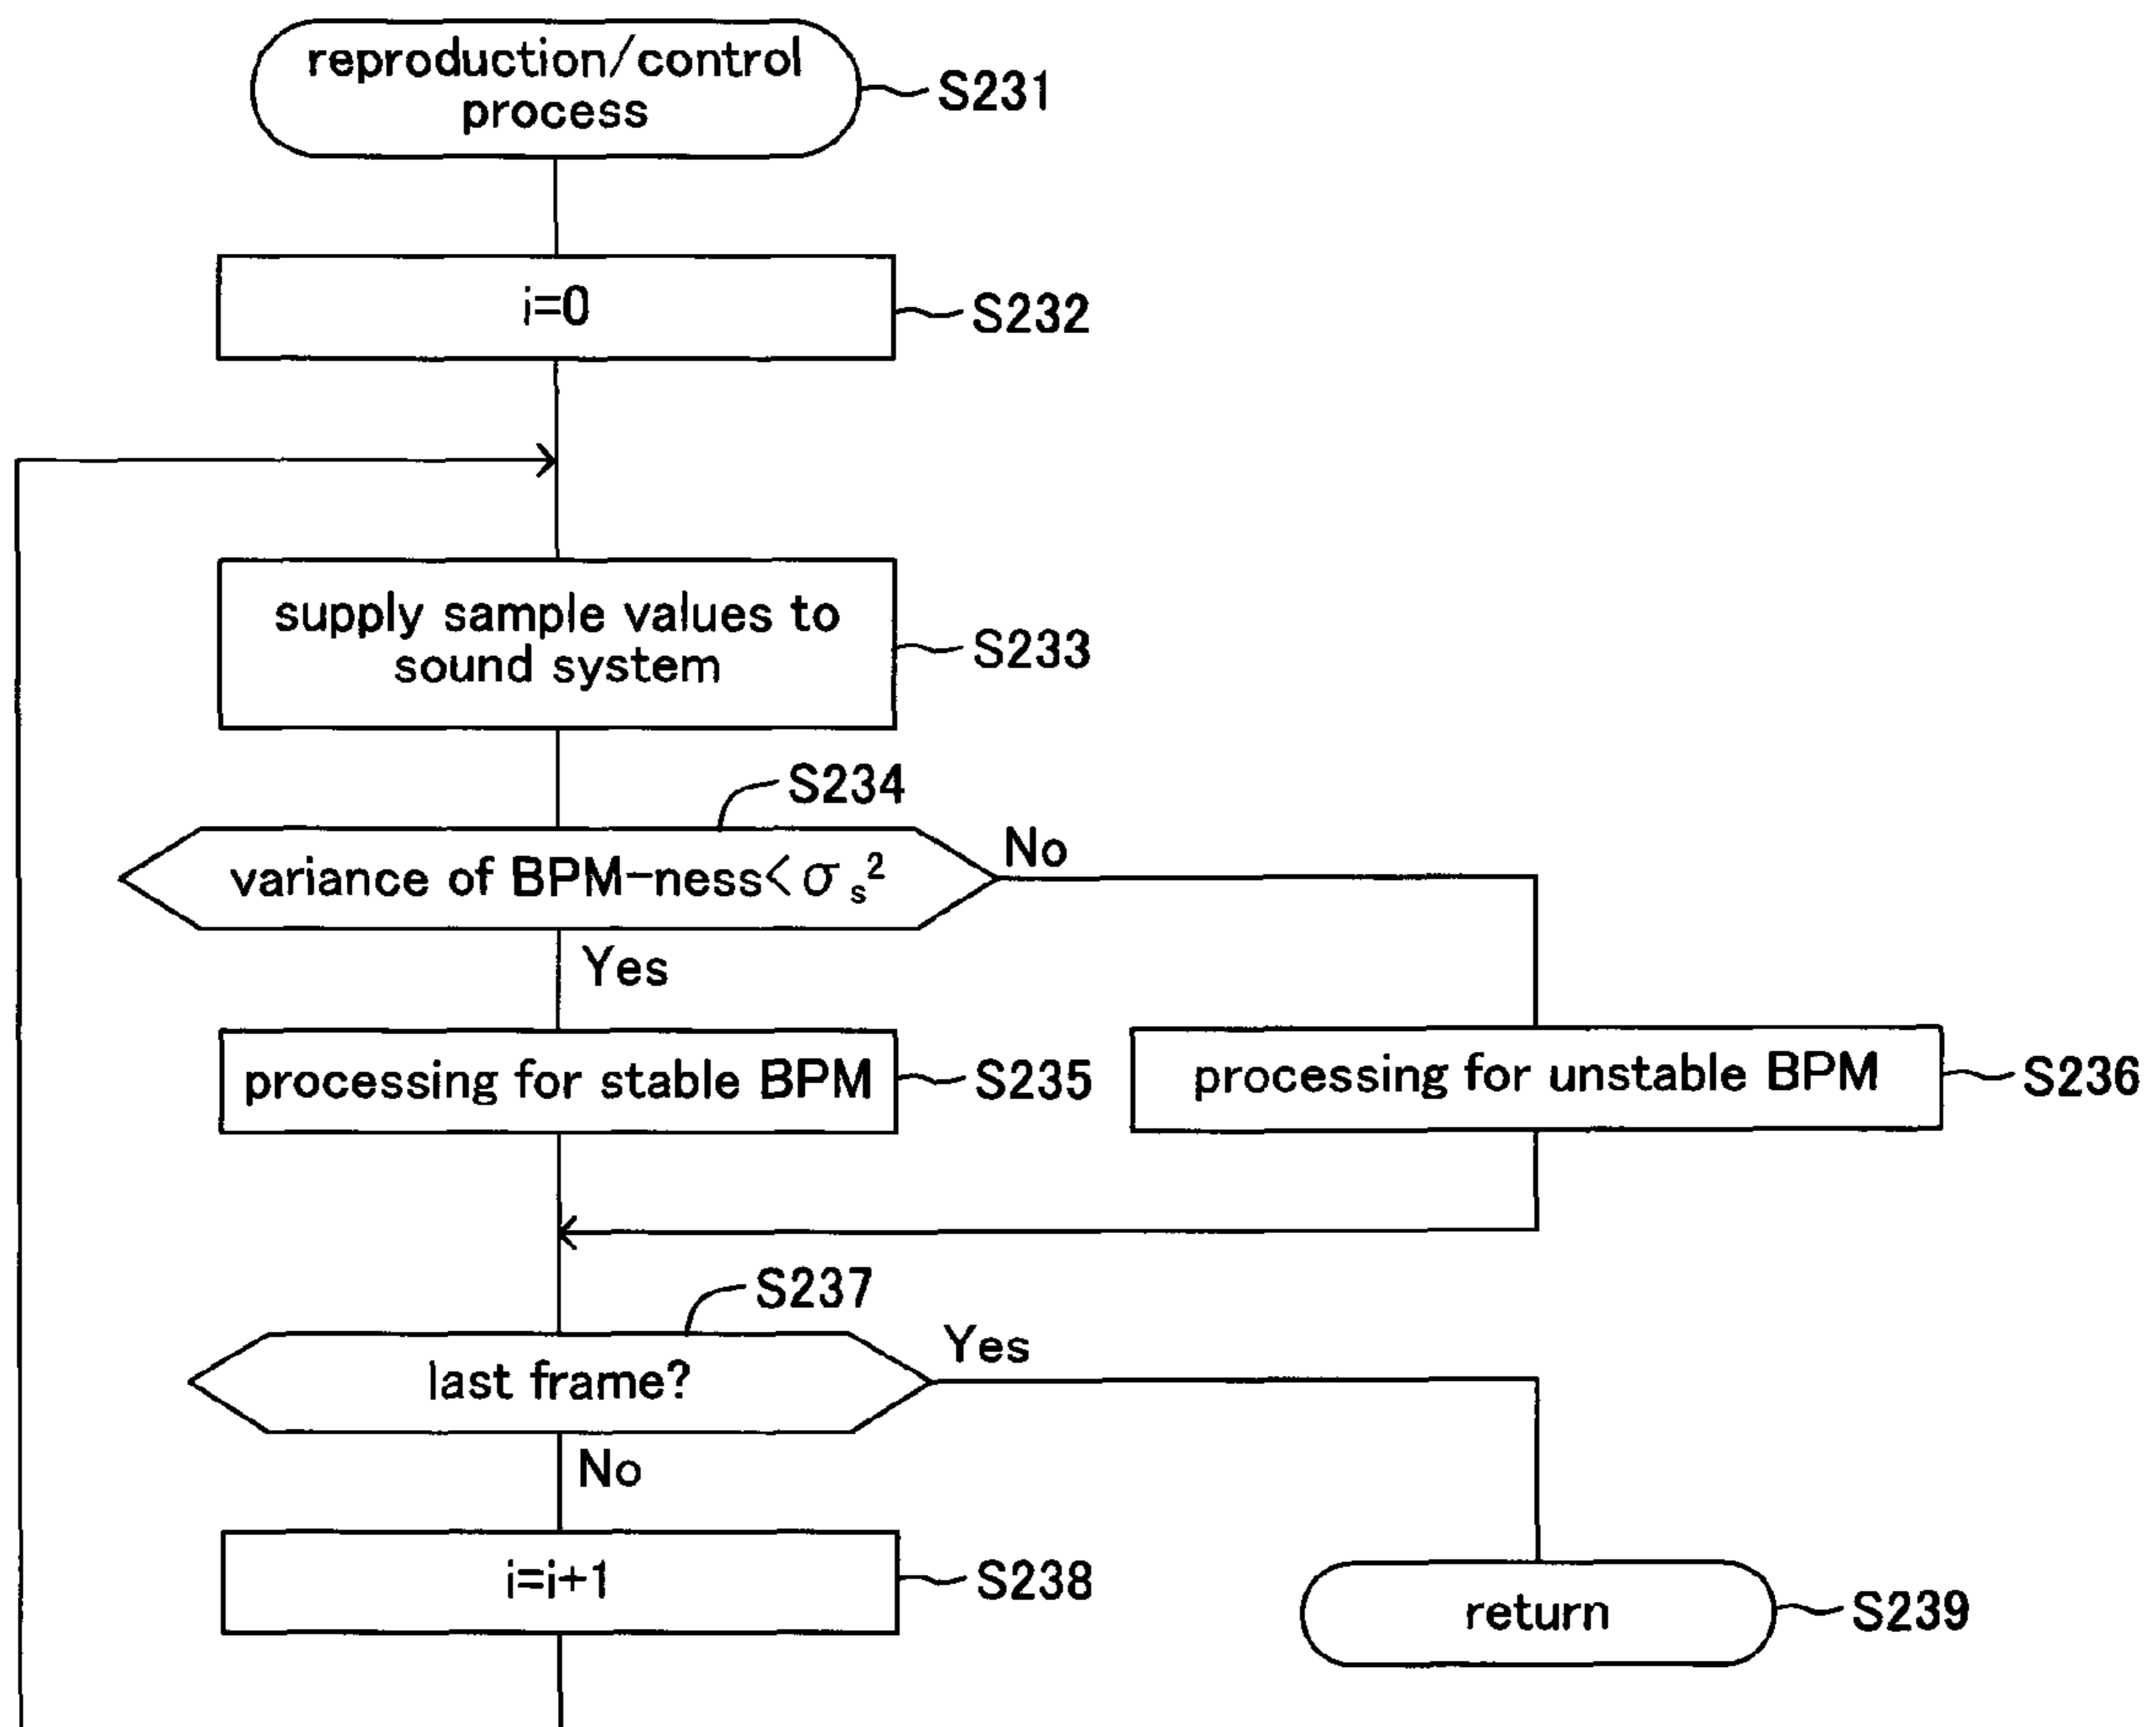 reproduction/control
process
S231
i=0
S232
supply sample values to
sound system
S233
S234
variance of BPM-ness<σs²
No
Yes
processing for stable BPM
S235
processing for unstable BPM
S236
S237
last frame?
Yes
No
i=i+1
S238
return
S239